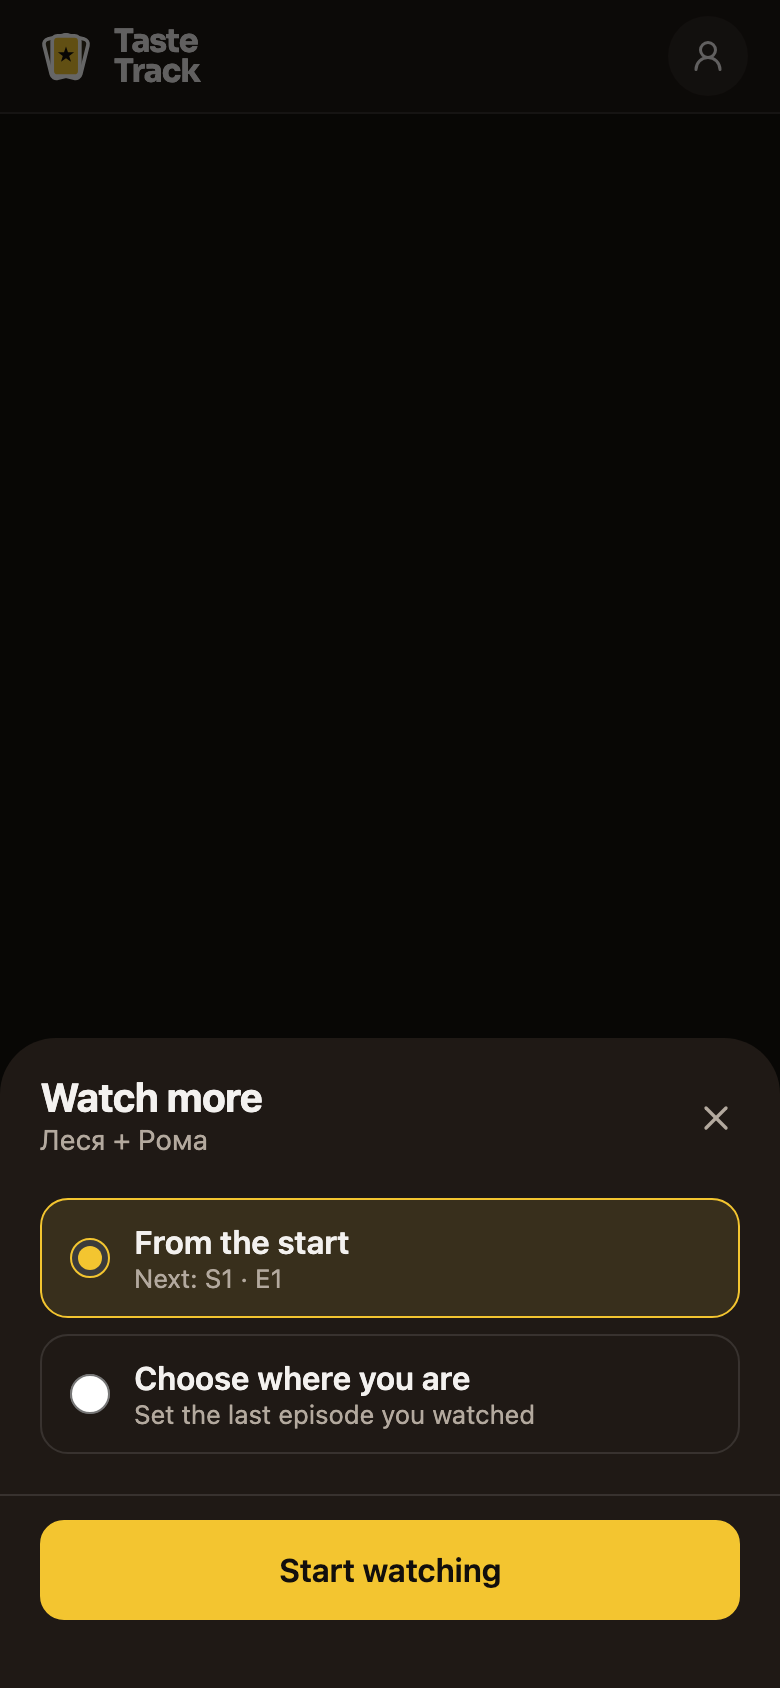 Taste
Track
Watch more
Леся + Рома
From the start
Next: S1 · E1
Choose where you are
Set the last episode you watched
Start watching